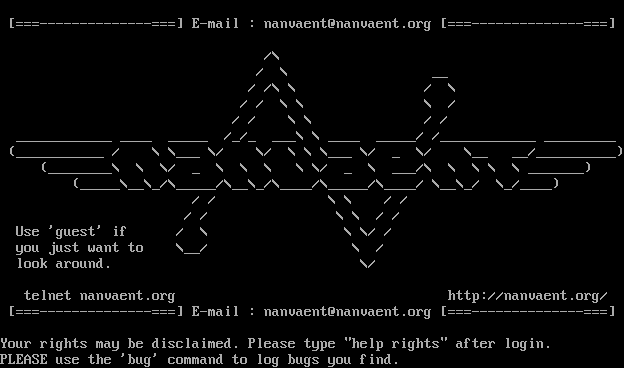 [===--------------===] E-mail : nanvaent@nanvaent.org [===--------------===]
nanvaent
Use 'guest' if
you just want to
look around.
telnet nanvaent.org http://nanvaent.org/
[===--------------===] E-mail : nanvaent@nanvaent.org [===--------------===]
Your rights may be disclaimed. Please type "help rights" after login.
PLEASE use the 'bug' command to log bugs you find.